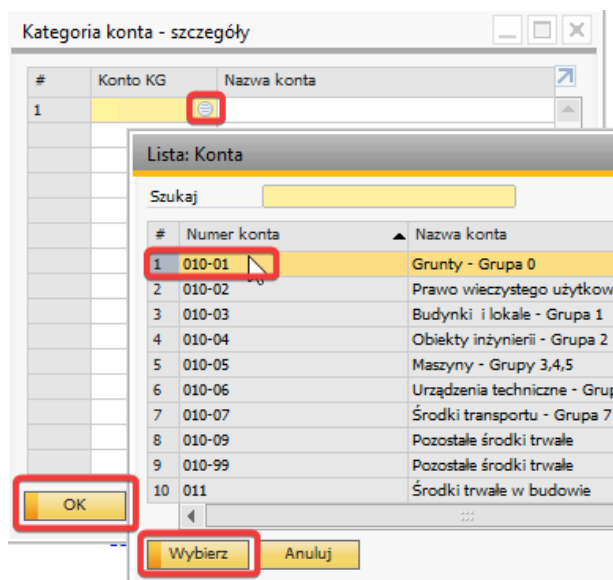 Kategoria konta - szczegóły
# Konto KG Nazwa konta
1
Lista: Konta
Szukaj
# Numer konta Nazwa konta
1 010-01 Grunty - Grupa 0
2 010-02 Prawo wieczystego
3 010-03 Budynki i lokale - Grupa 1
4 010-04 Obiekty inżynierii - Grupa 2
5 010-05 Maszyny - Grupy 3,4,5
6 010-06 Urządzenia techniczne -
7 010-07 Środki transportu - Grupa 7
8 010-09 Pozostałe środki trwałe
9 010-99 Pozostałe środki trwałe
10 011 Środki trwałe w budowie
OK
Wybierz Anuluj